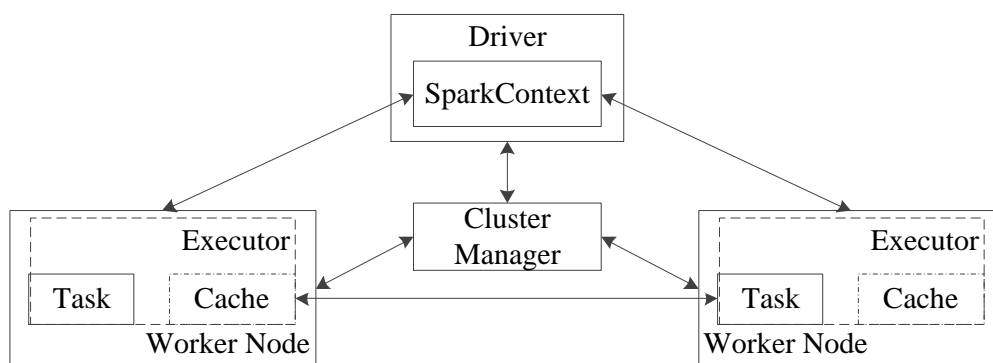 Driver
SparkContext
Cluster
Manager
Executor
Task
Cache
Worker Node
Executor
Task
Cache
Worker Node